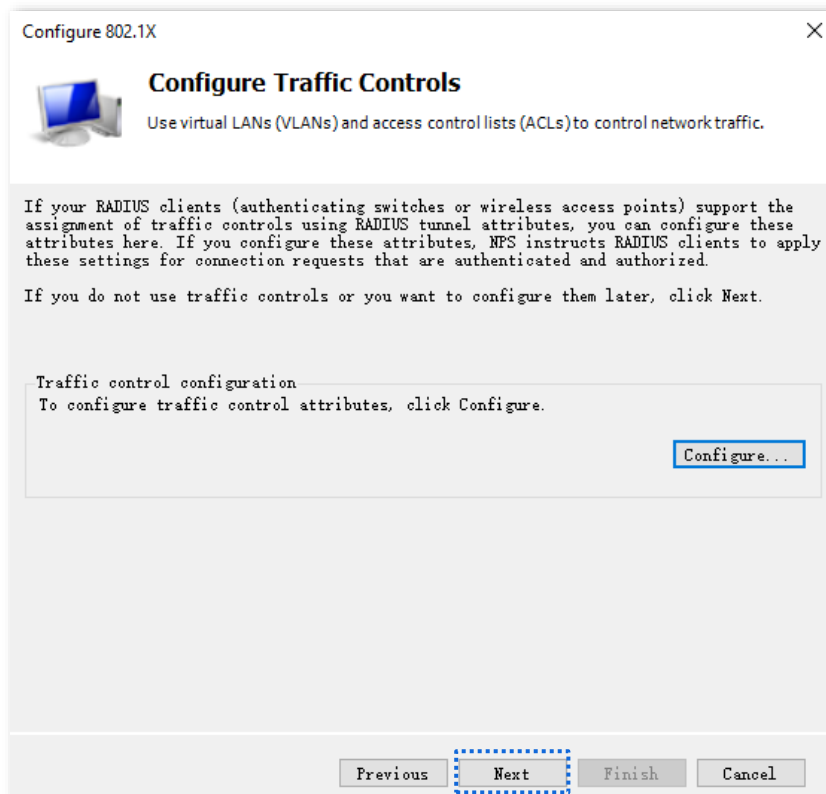 Configure 802.1X
Configure Traffic Controls
Use virtual LANs (VLANs) and access control lists (ACLs) to control network traffic.
If your RADIUS clients (authenticating switches or wireless access points) support the
assignment of traffic controls using RADIUS tunnel attributes, you can configure these
attributes here. If you configure these attributes, NPS instructs RADIUS clients to apply
these settings for connection requests that are authenticated and authorized.
If you do not use traffic controls or you want to configure them later, click Next.
Traffic control configuration
To configure traffic control attributes, click Configure.
Configure...
Previous Next Finish Cancel